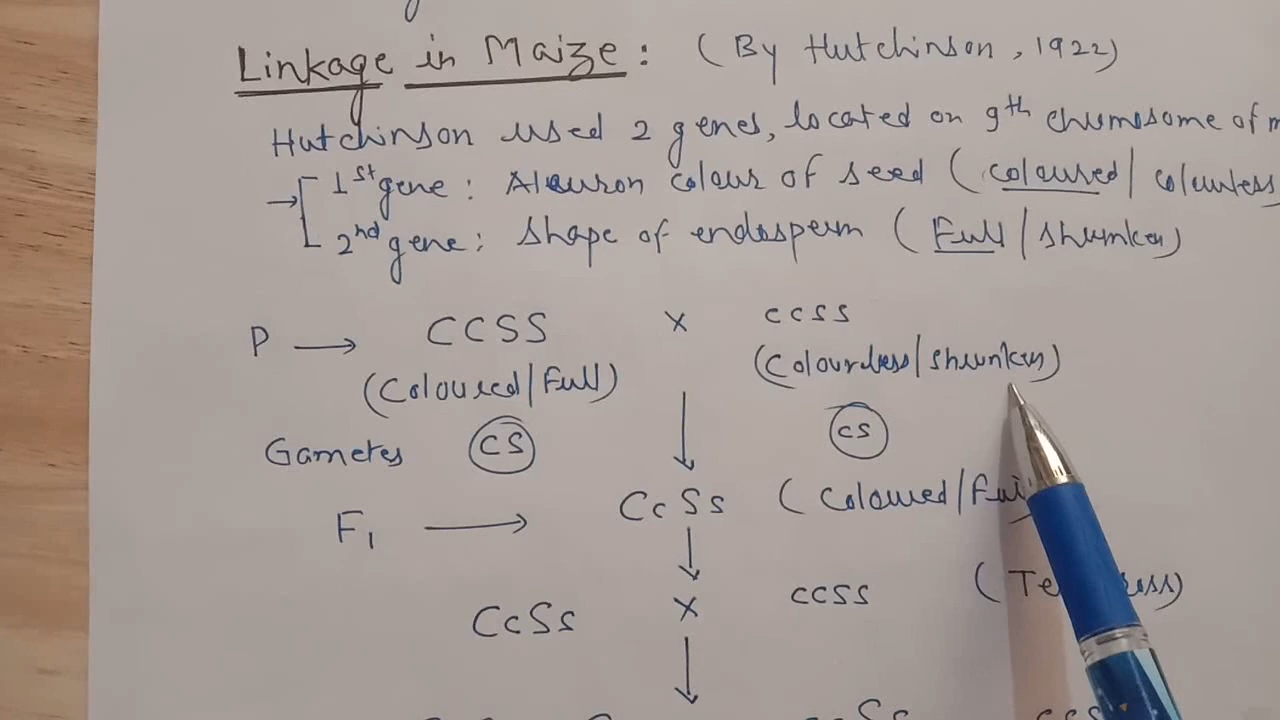 Linkage in Maize : (By Hutchinson, 1922)
Hutchinson used 2 genes, located on 9th chromosome of
→ 1st gene : Aleuron colour of seed (coloured/colourless
2nd gene : Shape of endosperm (Full/shrunken)
P → CCSS × ccss
(Coloured/Full) (Colourless/shrunken)
Gametes CS cs
F1 → CcSs (Coloured/Full
CcSs × ccss